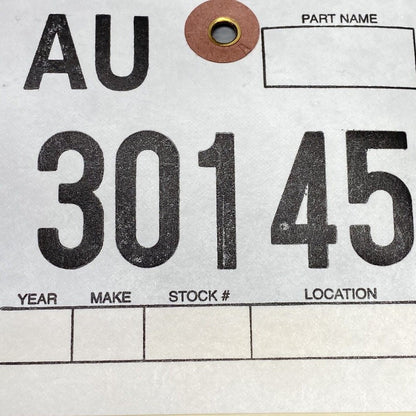 AU PART NAME
30145
YEAR MAKE STOCK # LOCATION